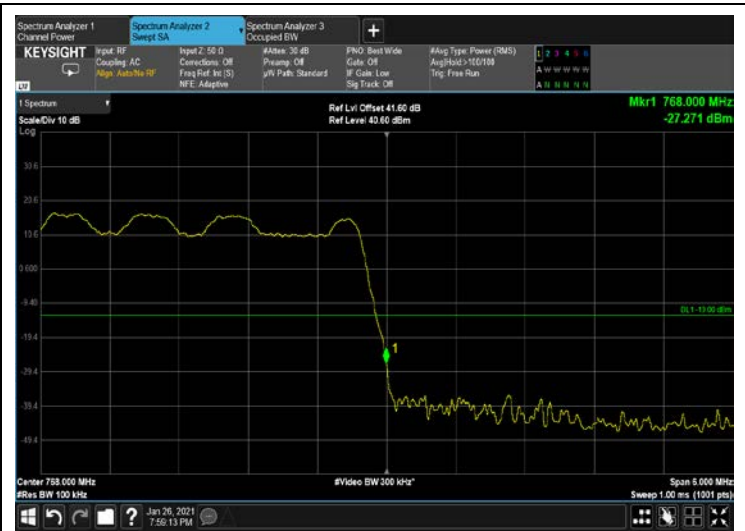 Spectrum Analyzer 1
Channel Power
Spectrum Analyzer 2
Swept SA
Spectrum Analyzer 3
Occupied BW
+
KEYSIGHT
LXI
Input: RF
Coupling: AC
Align: Auto/No RF
Input Z: 50 Ω
Corrections: Off
Freq Ref: Int (S)
NFE: Adaptive
#Atten: 30 dB
Preamp: Off
µW Path: Standard
PNO: Best Wide
Gate: Off
IF Gain: Low
Sig Track: Off
#Avg Type: Power (RMS)
Avg|Hold:>100/100
Trig: Free Run
1 2 3 4 5 6
A W W W W W
A N N N N N
1 Spectrum
Scale/Div 10 dB
Log
Ref Lvl Offset 41.60 dB
Ref Level 40.60 dBm
Mkr1 768.000 MHz
-27.271 dBm
30.6
20.6
10.6
0.600
-9.40
DL1 -13.00 dBm
-19.4
1
-29.4
-39.4
-49.4
Center 768.000 MHz
#Res BW 100 kHz
#Video BW 300 kHz*
Span 6.000 MHz
Sweep 1.00 ms (1001 pts)
?
Jan 26, 2021
7:59:13 PM